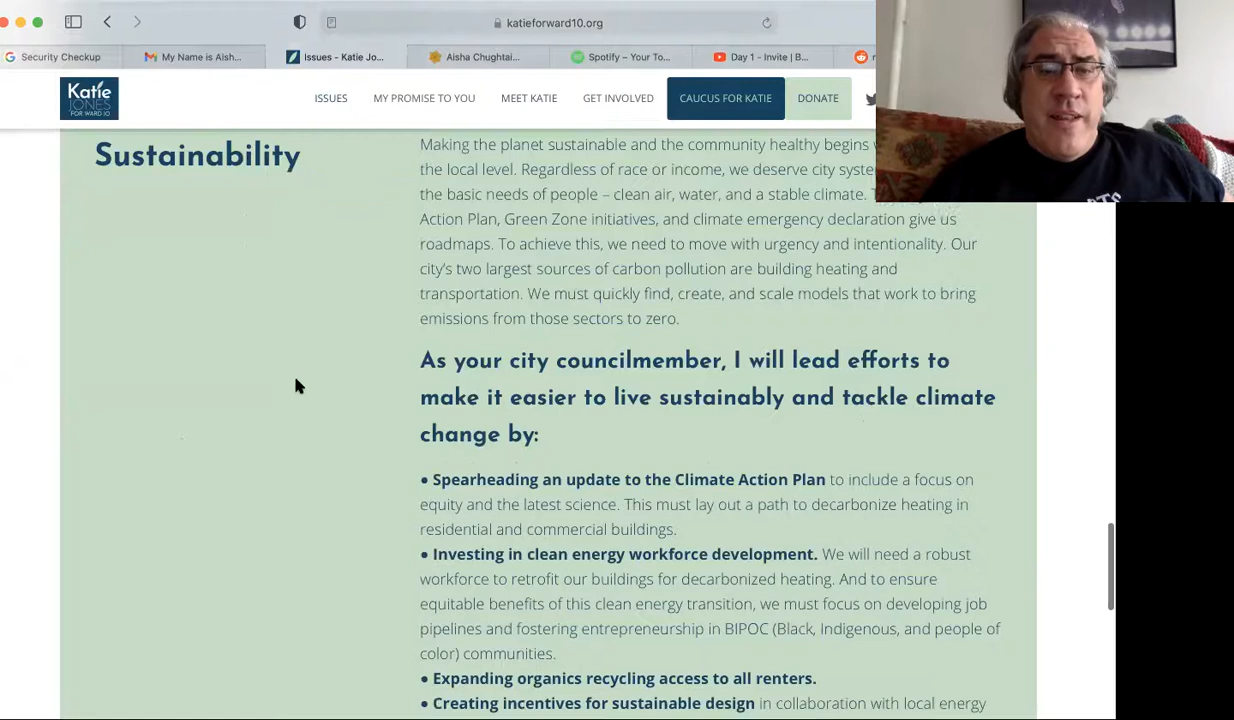 katieforward10.org
Security Checkup
My Name is Aish...
Issues - Katie Jo...
Aisha Chughtai...
Spotify – Your To...
Day 1 - Invite | B...
Katie
JONES
FOR WARD 10
ISSUES
MY PROMISE TO YOU
MEET KATIE
GET INVOLVED
CAUCUS FOR KATIE
DONATE
Sustainability
Making the planet sustainable and the community healthy begins
the local level. Regardless of race or income, we deserve city
the basic needs of people – clean air, water, and a stable climate.
Action Plan, Green Zone initiatives, and climate emergency declaration give us
roadmaps. To achieve this, we need to move with urgency and intentionality. Our
city's two largest sources of carbon pollution are building heating and
transportation. We must quickly find, create, and scale models that work to bring
emissions from those sectors to zero.
As your city councilmember, I will lead efforts to
make it easier to live sustainably and tackle climate
change by:
• Spearheading an update to the Climate Action Plan to include a focus on
equity and the latest science. This must lay out a path to decarbonize heating in
residential and commercial buildings.
• Investing in clean energy workforce development. We will need a robust
workforce to retrofit our buildings for decarbonized heating. And to ensure
equitable benefits of this clean energy transition, we must focus on developing job
pipelines and fostering entrepreneurship in BIPOC (Black, Indigenous, and people of
color) communities.
• Expanding organics recycling access to all renters.
• Creating incentives for sustainable design in collaboration with local energy